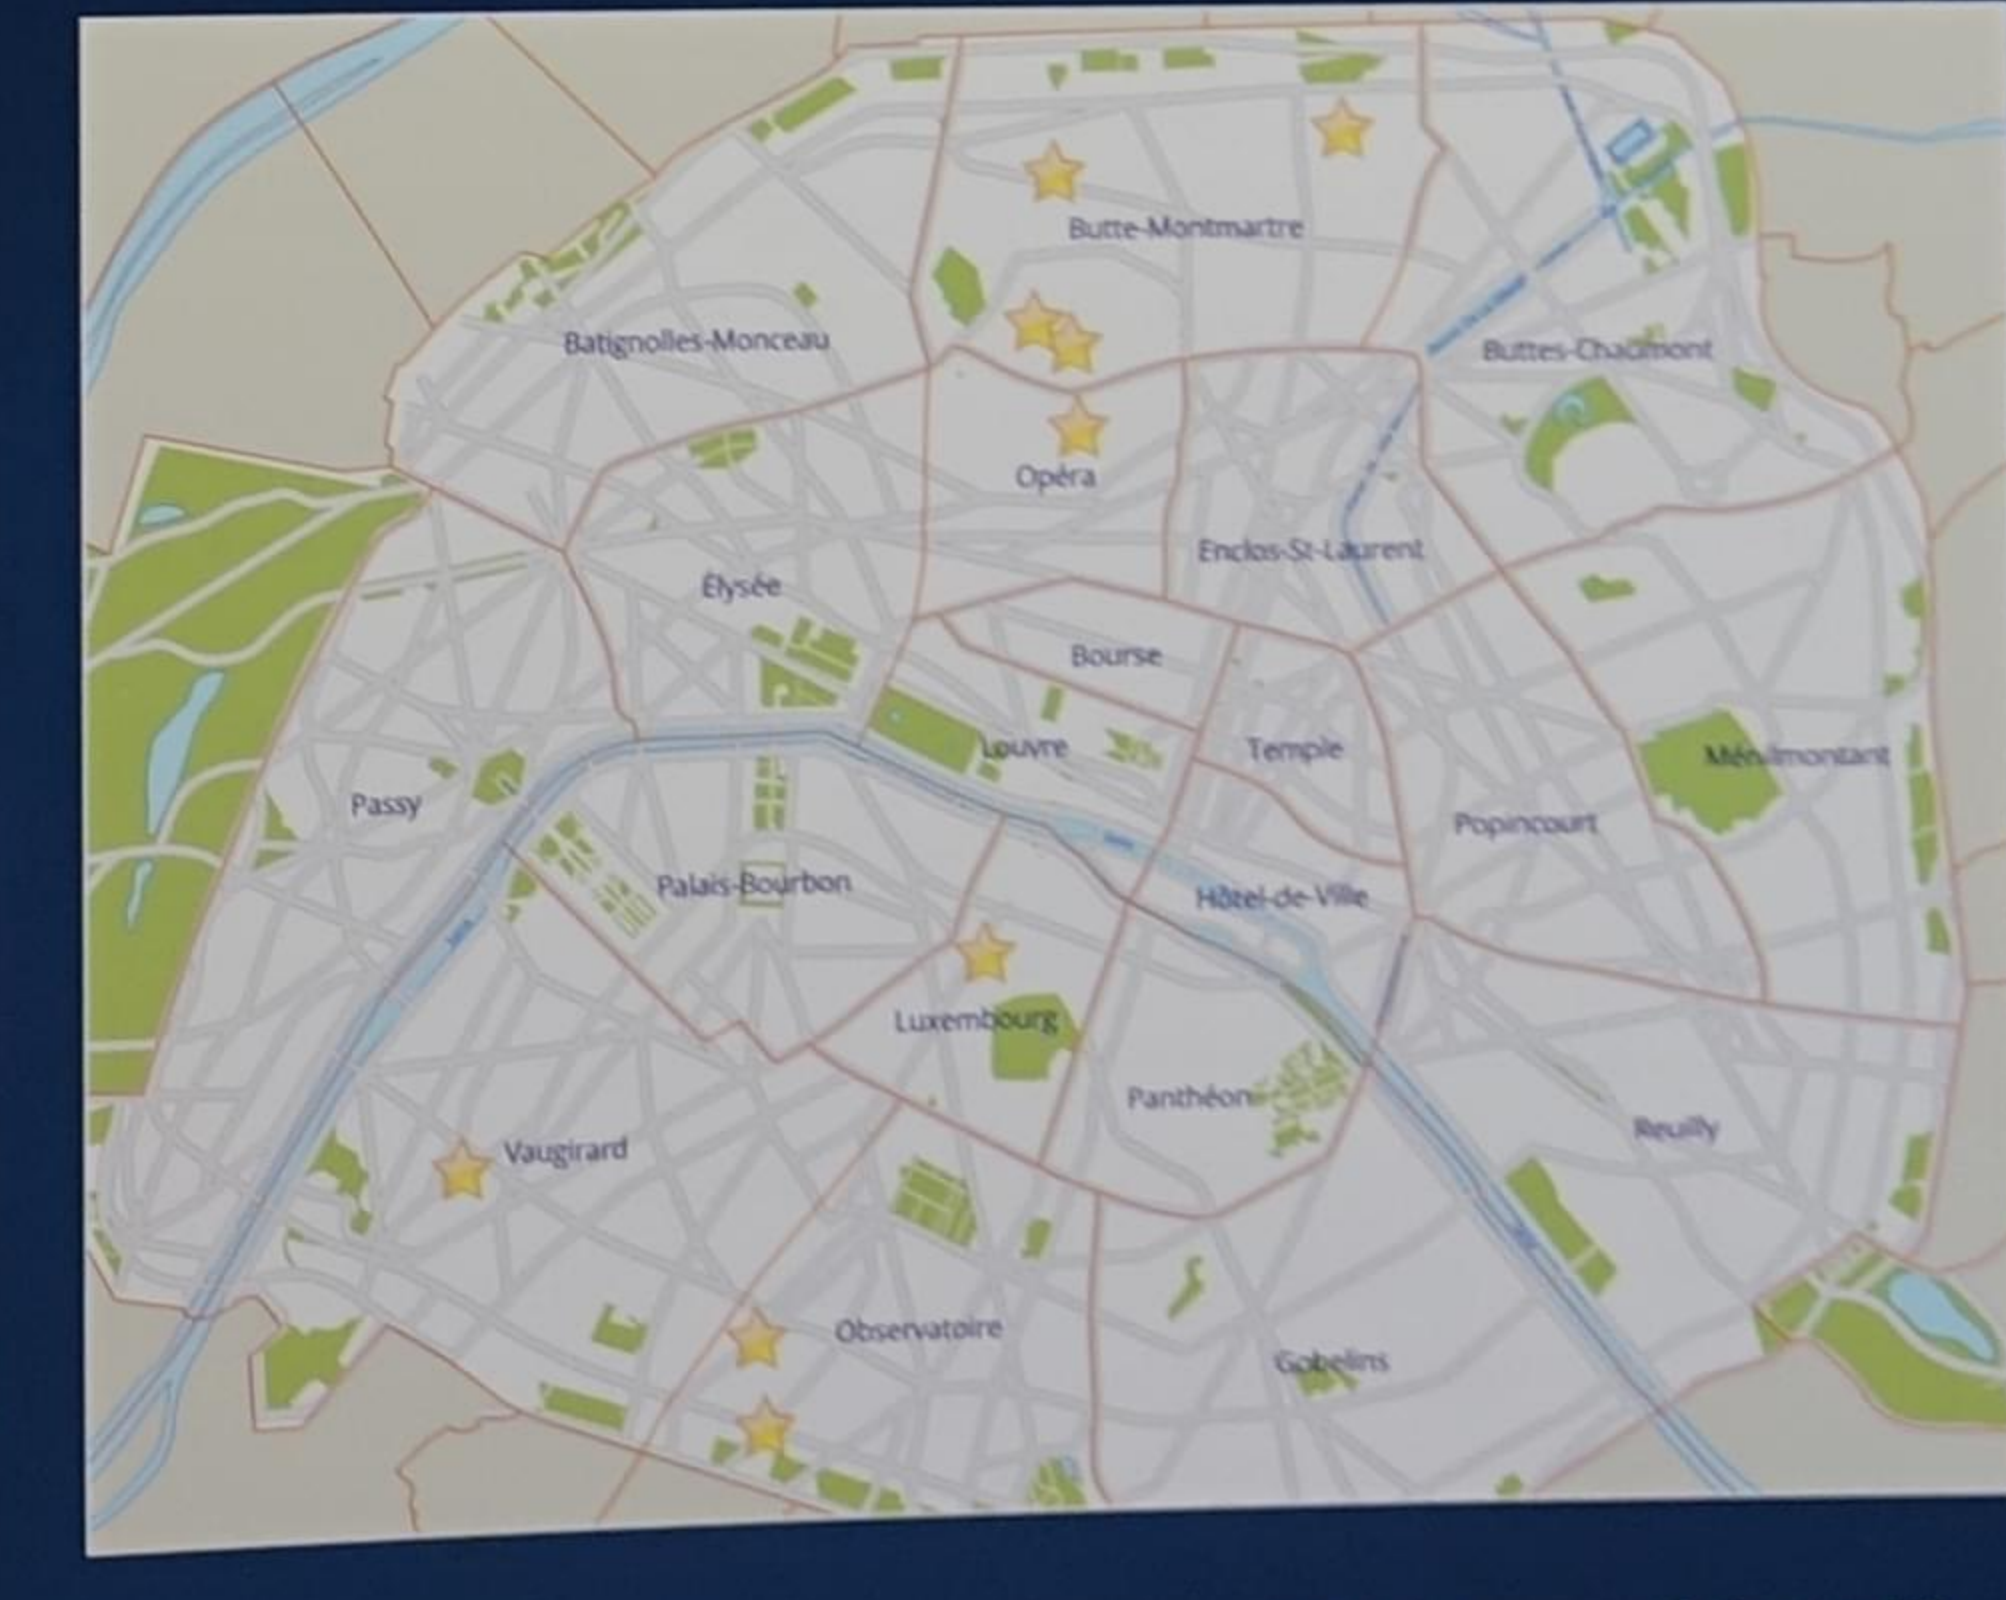 Butte-Montmartre
Batignolles-Monceau
Buttes-Chaumont
Opéra
Enclos-St-Laurent
Élysée
Bourse
Louvre
Temple
Ménilmontant
Passy
Popincourt
Palais-Bourbon
Hôtel-de-Ville
Luxembourg
Panthéon
Reuilly
Vaugirard
Observatoire
Gobelins